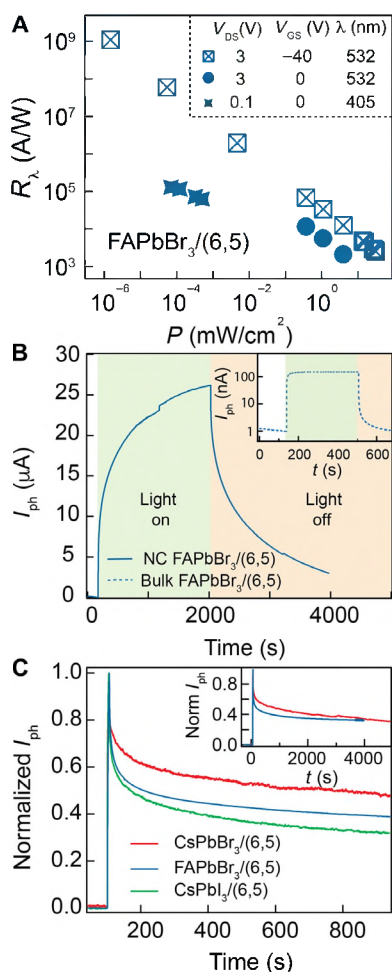 A
V_DS (V) V_GS (V) λ (nm)
3 −40 532
3 0 532
0.1 0 405
10^9
10^7
10^5
10^3
R_λ (A/W)
FAPbBr_3/(6,5)
10^−6 10^−4 10^−2 10^0
P (mW/cm^2)
B
30
25
20
15
10
5
0
I_ph (μA)
I_ph (nA)
100
10
1
0 200 400 600
t (s)
Light
on
Light
off
NC FAPbBr_3/(6,5)
Bulk FAPbBr_3/(6,5)
0 2000 4000
Time (s)
C
1.0
0.8
0.6
0.4
0.2
0.0
Normalized I_ph
Norm I_ph
0.8
0.4
0
0 2000 4000
t (s)
CsPbBr_3/(6,5)
FAPbBr_3/(6,5)
CsPbI_3/(6,5)
200 400 600 800
Time (s)